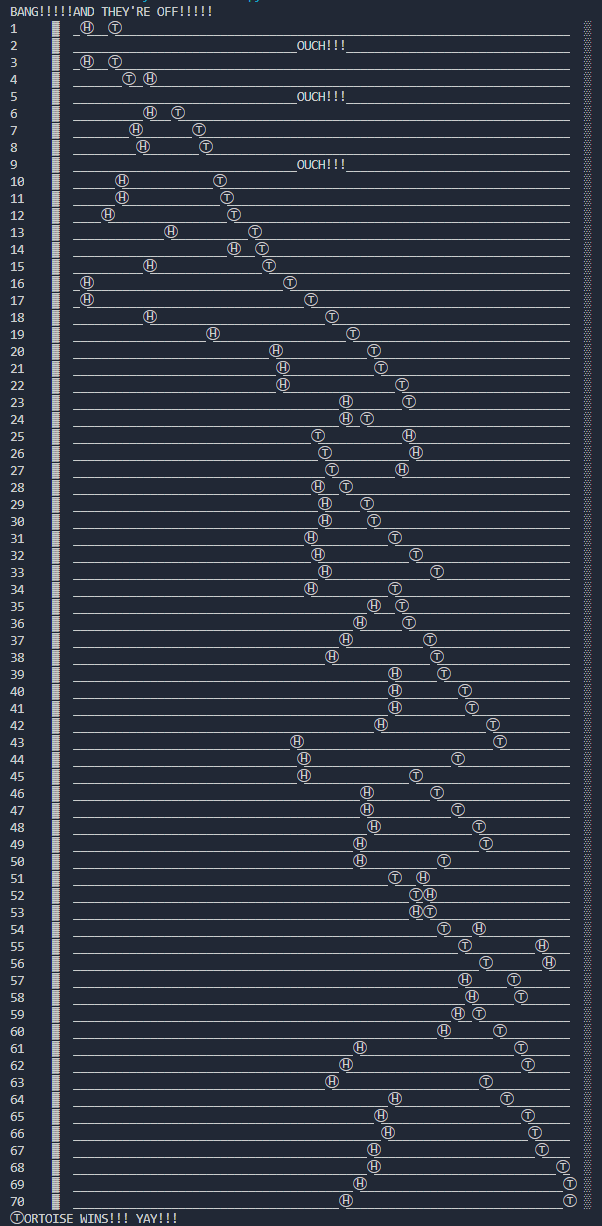 BANG!!!!!AND THEY'RE OFF!!!!!
1 Ⓗ Ⓣ
2 OUCH!!!
3 Ⓗ Ⓣ
4 Ⓣ Ⓗ
5 OUCH!!!
6 Ⓗ Ⓣ
7 Ⓗ Ⓣ
8 Ⓗ Ⓣ
9 OUCH!!!
10 Ⓗ Ⓣ
11 Ⓗ Ⓣ
12 Ⓗ Ⓣ
13 Ⓗ Ⓣ
14 Ⓗ Ⓣ
15 Ⓗ Ⓣ
16 Ⓗ Ⓣ
17 Ⓗ Ⓣ
18 Ⓗ Ⓣ
19 Ⓗ Ⓣ
20 Ⓗ Ⓣ
21 Ⓗ Ⓣ
22 Ⓗ Ⓣ
23 Ⓗ Ⓣ
24 Ⓗ Ⓣ
25 Ⓣ Ⓗ
26 Ⓣ Ⓗ
27 Ⓣ Ⓗ
28 Ⓗ Ⓣ
29 Ⓗ Ⓣ
30 Ⓗ Ⓣ
31 Ⓗ Ⓣ
32 Ⓗ Ⓣ
33 Ⓗ Ⓣ
34 Ⓗ Ⓣ
35 Ⓗ Ⓣ
36 Ⓗ Ⓣ
37 Ⓗ Ⓣ
38 Ⓗ Ⓣ
39 Ⓗ Ⓣ
40 Ⓗ Ⓣ
41 Ⓗ Ⓣ
42 Ⓗ Ⓣ
43 Ⓗ Ⓣ
44 Ⓗ Ⓣ
45 Ⓗ Ⓣ
46 Ⓗ Ⓣ
47 Ⓗ Ⓣ
48 Ⓗ Ⓣ
49 Ⓗ Ⓣ
50 Ⓗ Ⓣ
51 Ⓣ Ⓗ
52 ⓉⒽ
53 ⒽⓉ
54 Ⓣ Ⓗ
55 Ⓣ Ⓗ
56 Ⓣ Ⓗ
57 Ⓗ Ⓣ
58 Ⓗ Ⓣ
59 Ⓗ Ⓣ
60 Ⓗ Ⓣ
61 Ⓗ Ⓣ
62 Ⓗ Ⓣ
63 Ⓗ Ⓣ
64 Ⓗ Ⓣ
65 Ⓗ Ⓣ
66 Ⓗ Ⓣ
67 Ⓗ Ⓣ
68 Ⓗ Ⓣ
69 Ⓗ Ⓣ
70 Ⓗ Ⓣ
ⓉORTOISE WINS!!! YAY!!!